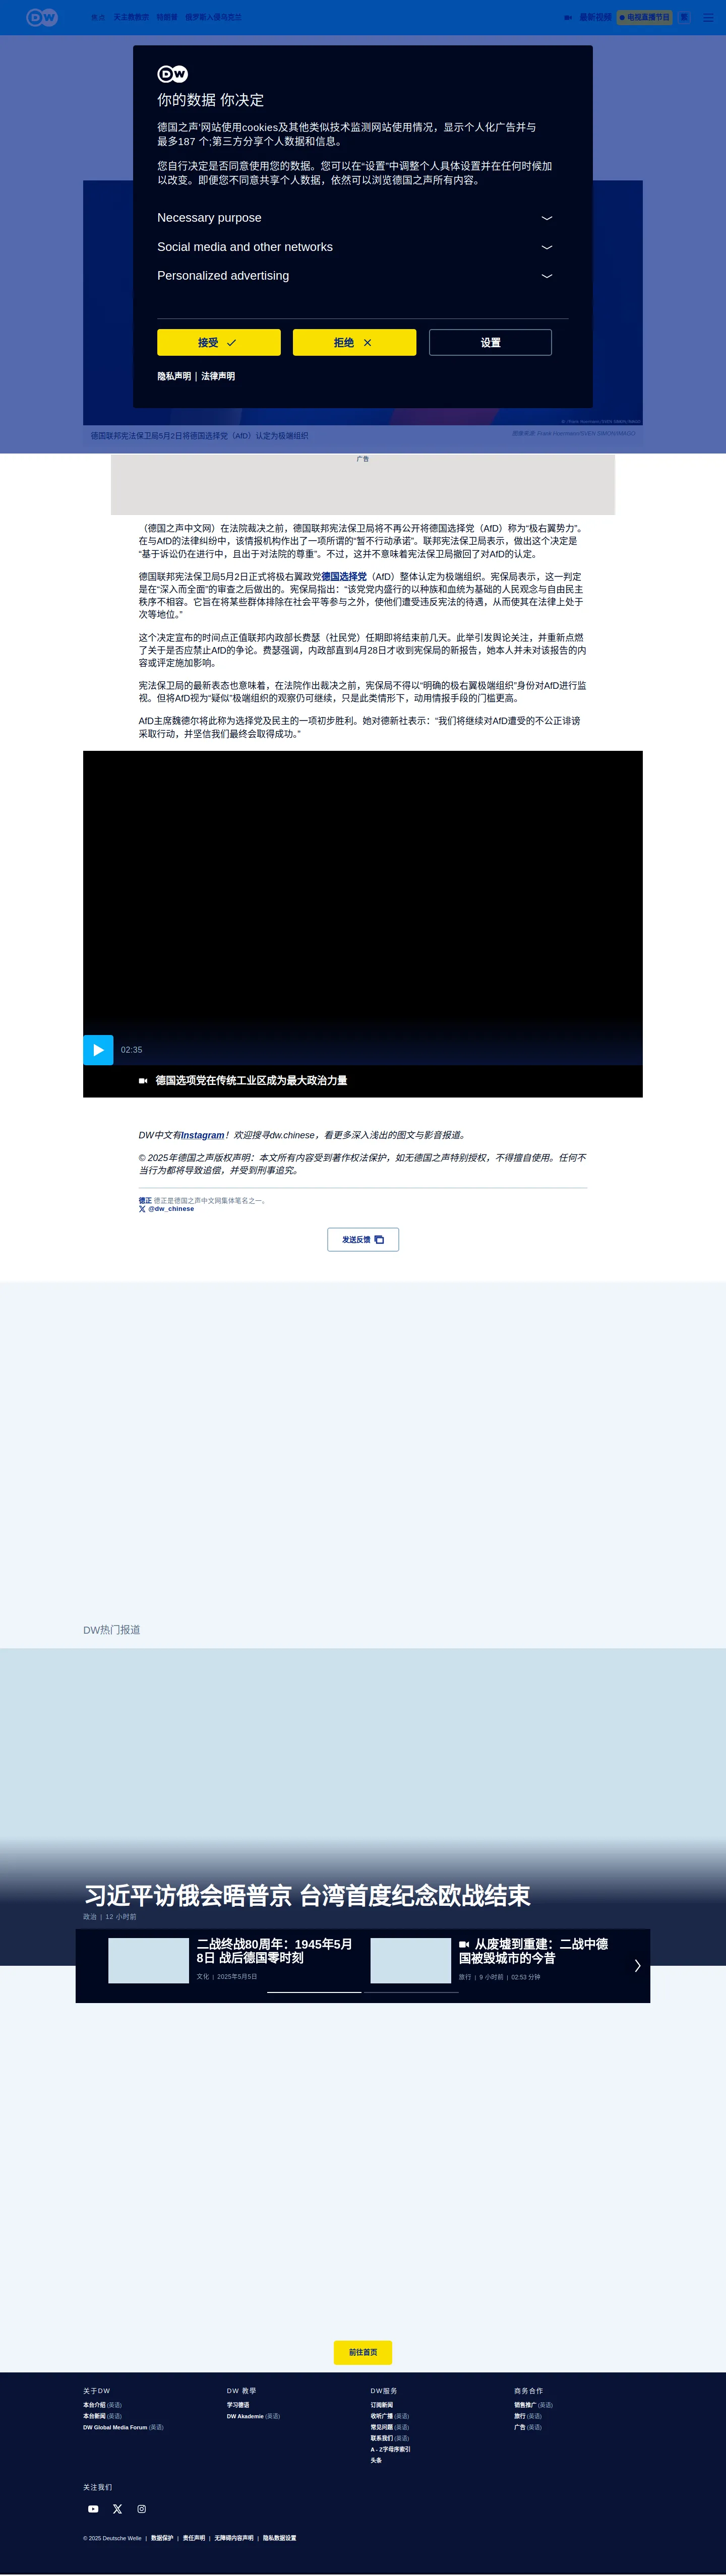 DW
焦点 天主教教宗 特朗普 俄罗斯入侵乌克兰 最新视频 电视直播节目
DW
你的数据 你决定
德国之声'网站使用cookies及其他类似技术监测网站使用情况，显示个人化广告并与
最多187 个;第三方分享个人数据和信息。
您自行决定是否同意使用您的数据。您可以在“设置”中调整个人具体设置并在任何时候加
以改变。即便您不同意共享个人数据，依然可以浏览德国之声所有内容。
Necessary purpose
Social media and other networks
Personalized advertising
接受 拒绝 设置
隐私声明 | 法律声明
德国联邦宪法保卫局5月2日将德国选择党（AfD）认定为极端组织
广告
（德国之声中文网）在法院裁决之前，德国联邦宪法保卫局将不再公开将德国选择党（AfD）称为“极右翼势力”。
在与AfD的法律纠纷中，该情报机构作出了一项所谓的“暂不行动承诺”。联邦宪法保卫局表示，做出这个决定是
“基于诉讼仍在进行中，且出于对法院的尊重”。不过，这并不意味着宪法保卫局撤回了对AfD的认定。
德国联邦宪法保卫局5月2日正式将极右翼政党德国选择党（AfD）整体认定为极端组织。宪保局表示，这一判定
是在“深入而全面”的审查之后做出的。宪保局指出：“该党党内盛行的以种族和血统为基础的人民观念与自由民主
秩序不相容。它旨在将某些群体排除在社会平等参与之外，使他们遭受违反宪法的待遇，从而使其在法律上处于
次等地位。”
这个决定宣布的时间点正值联邦内政部长费瑟（社民党）任期即将结束前几天。此举引发舆论关注，并重新点燃
了关于是否应禁止AfD的争论。费瑟强调，内政部直到4月28日才收到宪保局的新报告，她本人并未对该报告的内
容或评定施加影响。
宪法保卫局的最新表态也意味着，在法院作出裁决之前，宪保局不得以“明确的极右翼极端组织”身份对AfD进行监
视。但将AfD视为“疑似”极端组织的观察仍可继续，只是此类情形下，动用情报手段的门槛更高。
AfD主席魏德尔将此称为选择党及民主的一项初步胜利。她对德新社表示：“我们将继续对AfD遭受的不公正诽谤
采取行动，并坚信我们最终会取得成功。”
02:35
德国选项党在传统工业区成为最大政治力量
DW中文有Instagram！欢迎搜寻dw.chinese，看更多深入浅出的图文与影音报道。
© 2025年德国之声版权声明：本文所有内容受到著作权法保护，如无德国之声特别授权，不得擅自使用。任何不
当行为都将导致追偿，并受到刑事追究。
德正 德正是德国之声中文网集体笔名之一。
@dw_chinese
发送反馈
DW热门报道
习近平访俄会晤普京 台湾首度纪念欧战结束
政治 | 12 小时前
二战终战80周年：1945年5月
8日 战后德国零时刻
文化 | 2025年5月5日
从废墟到重建：二战中德
国被毁城市的今昔
旅行 | 9 小时前 | 02:53 分钟
前往首页
关于DW
本台介绍 (英语)
本台新闻 (英语)
DW Global Media Forum (英语)
DW 教學
学习德语
DW Akademie (英语)
DW服务
订阅新闻
收听广播 (英语)
常见问题 (英语)
联系我们 (英语)
A - Z字母序索引
头条
商务合作
销售推广 (英语)
旅行 (英语)
广告 (英语)
关注我们
© 2025 Deutsche Welle | 数据保护 | 责任声明 | 无障碍内容声明 | 隐私数据设置